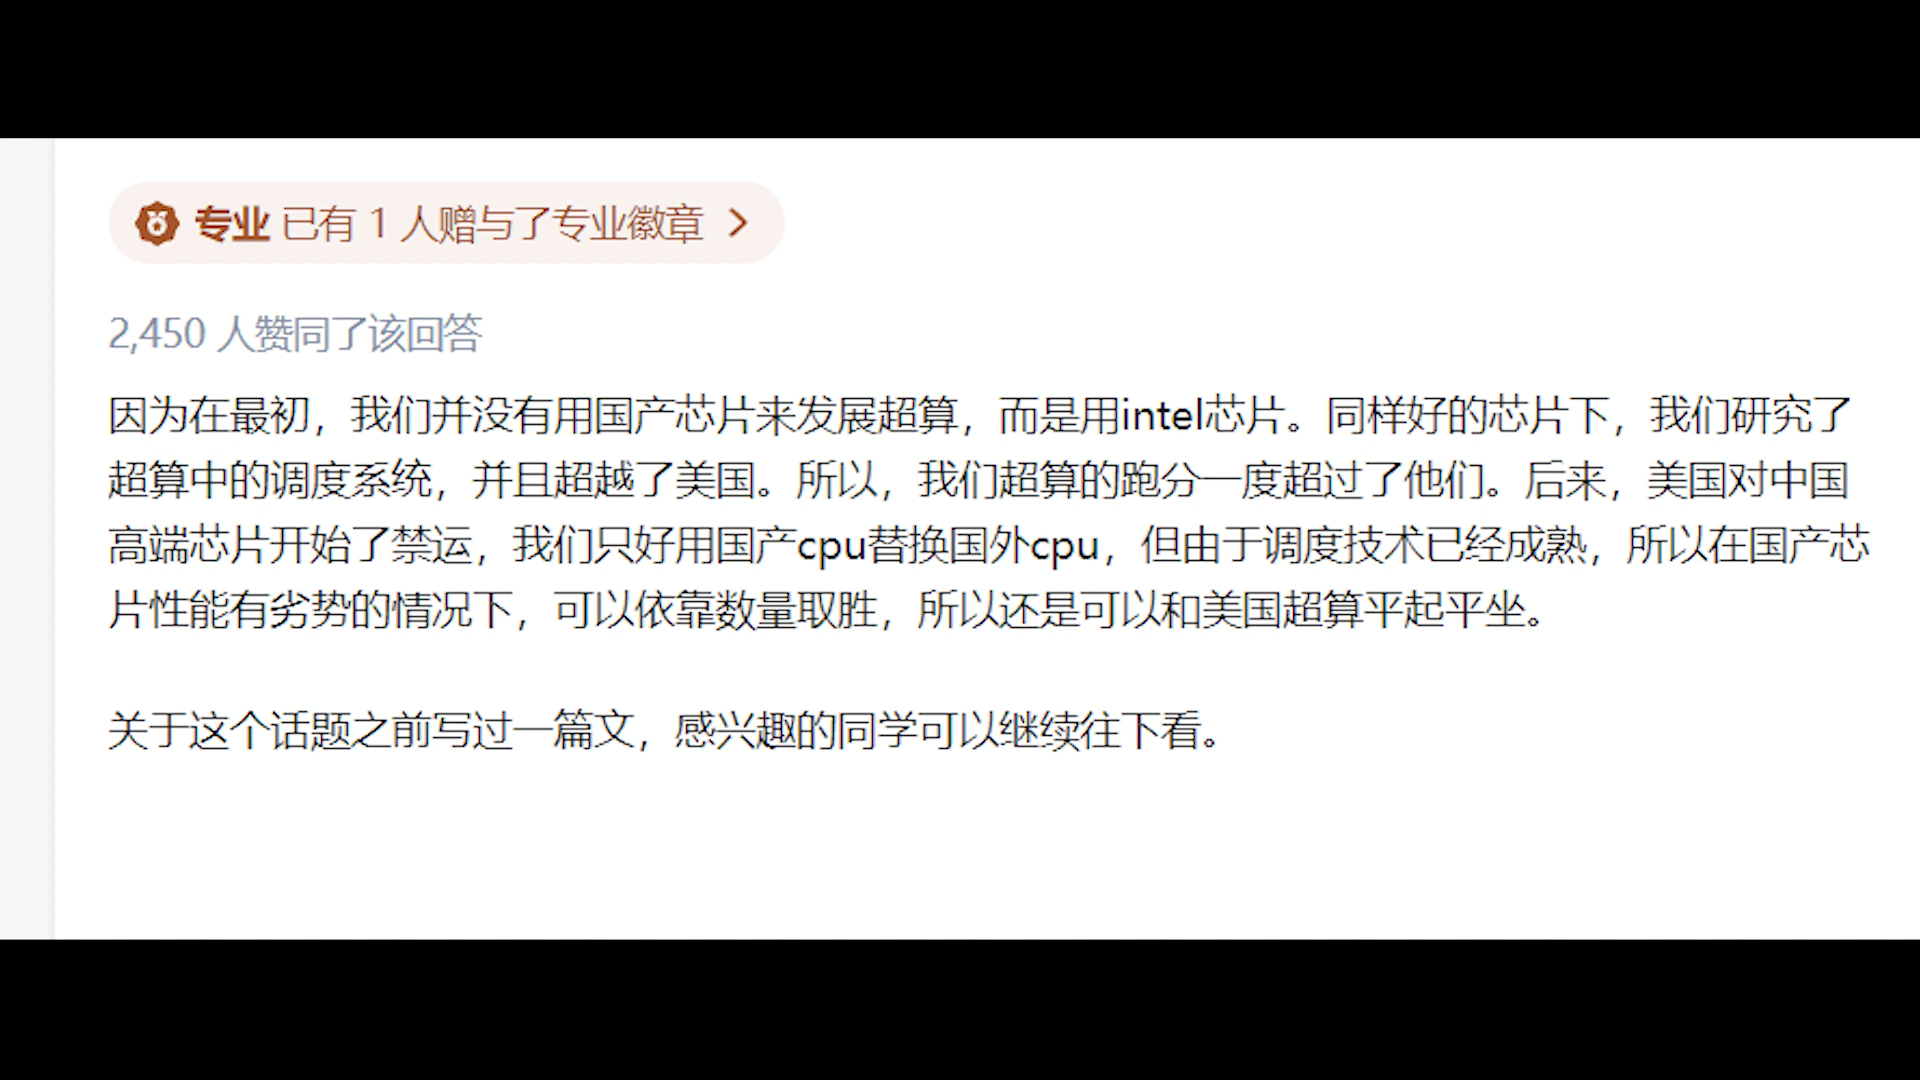 专业 已有 1 人赠与了专业徽章
2,450 人赞同了该回答
因为在最初，我们并没有用国产芯片来发展超算，而是用intel芯片。同样好的芯片下，我们研究了
超算中的调度系统，并且超越了美国。所以，我们超算的跑分一度超过了他们。后来，美国对中国
高端芯片开始了禁运，我们只好用国产cpu替换国外cpu，但由于调度技术已经成熟，所以在国产芯
片性能有劣势的情况下，可以依靠数量取胜，所以还是可以和美国超算平起平坐。
关于这个话题之前写过一篇文，感兴趣的同学可以继续往下看。